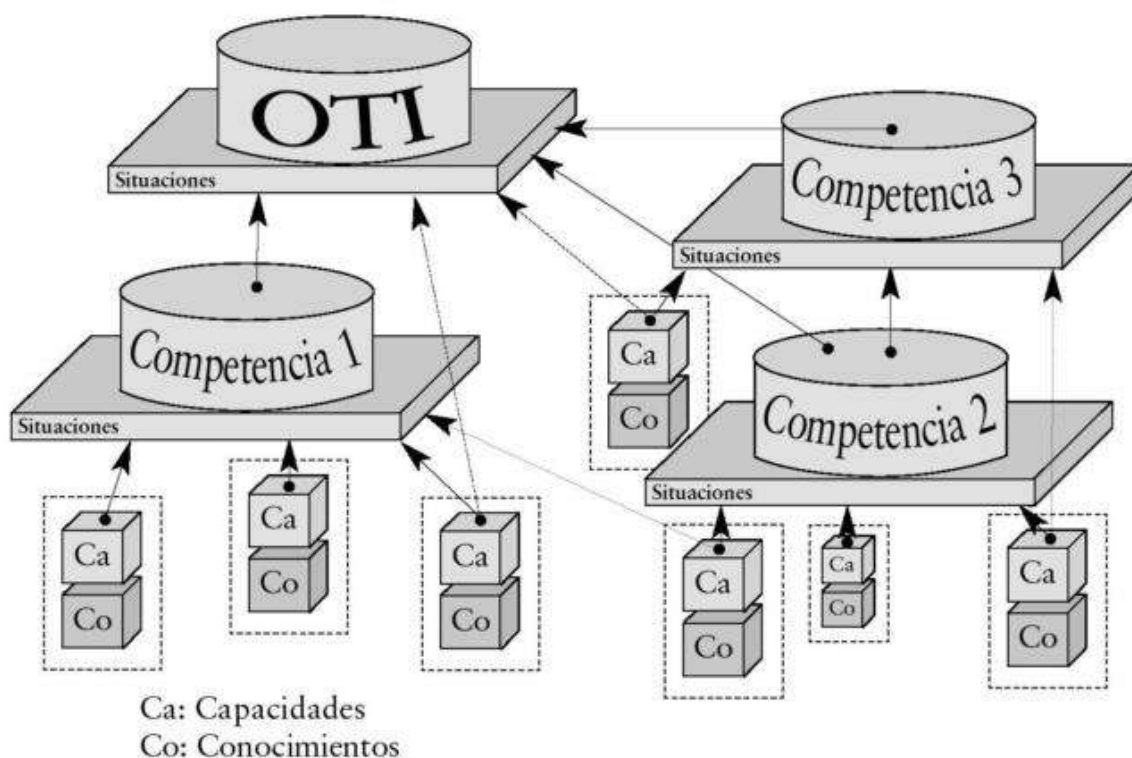 OTI
Situaciones
Competencia 3
Situaciones
Competencia 1
Situaciones
Ca
Co
Competencia 2
Situaciones
Ca
Co
Ca
Co
Ca
Co
Ca
Co
Ca
Co
Ca
Co
Ca: Capacidades
Co: Conocimientos